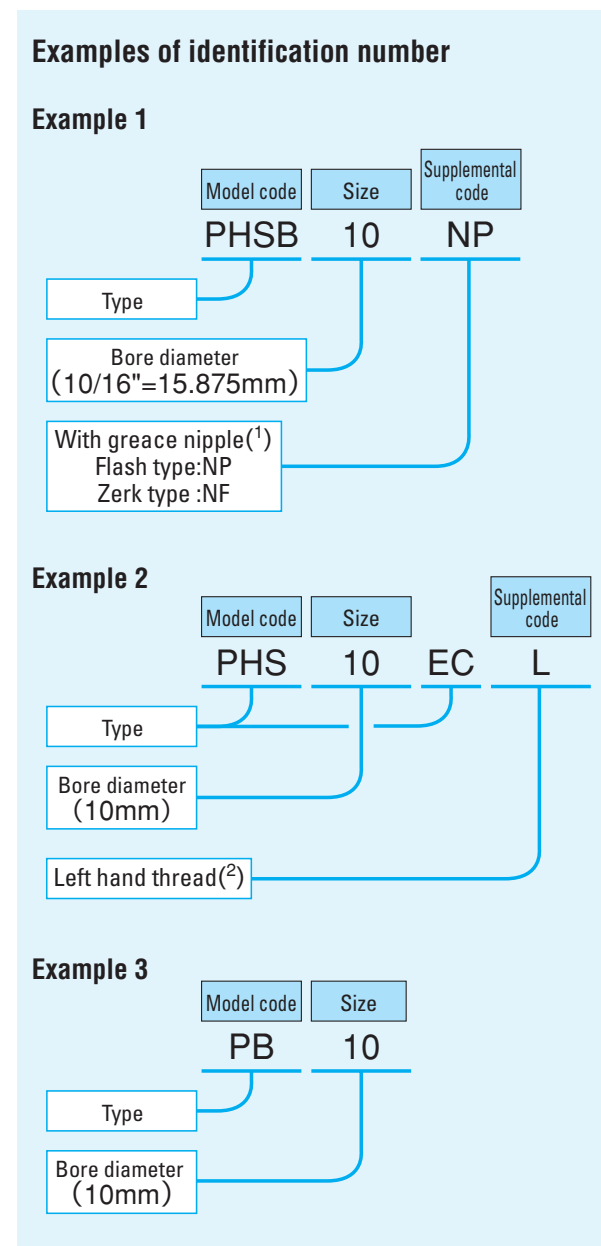 Examples of identification number
Example 1
Model code
Size
Supplemental
code
PHSB
10
NP
Type
Bore diameter
(10/16"=15.875mm)
With greace nipple(¹)
Flash type:NP
Zerk type :NF
Example 2
Model code
Size
Supplemental
code
PHS
10
EC
L
Type
Bore diameter
(10mm)
Left hand thread(²)
Example 3
Model code
Size
PB
10
Type
Bore diameter
(10mm)